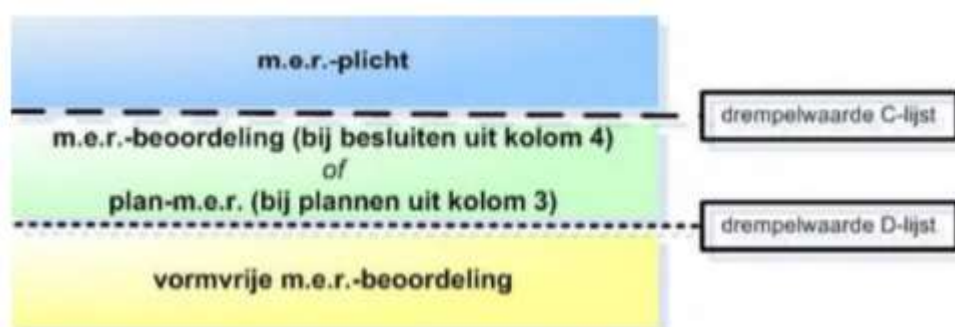 m.e.r.-plicht
drempelwaarde C-lijst
m.e.r.-beoordeling (bij besluiten uit kolom 4)
of
plan-m.e.r. (bij plannen uit kolom 3)
drempelwaarde D-lijst
vormvrije m.e.r.-beoordeling